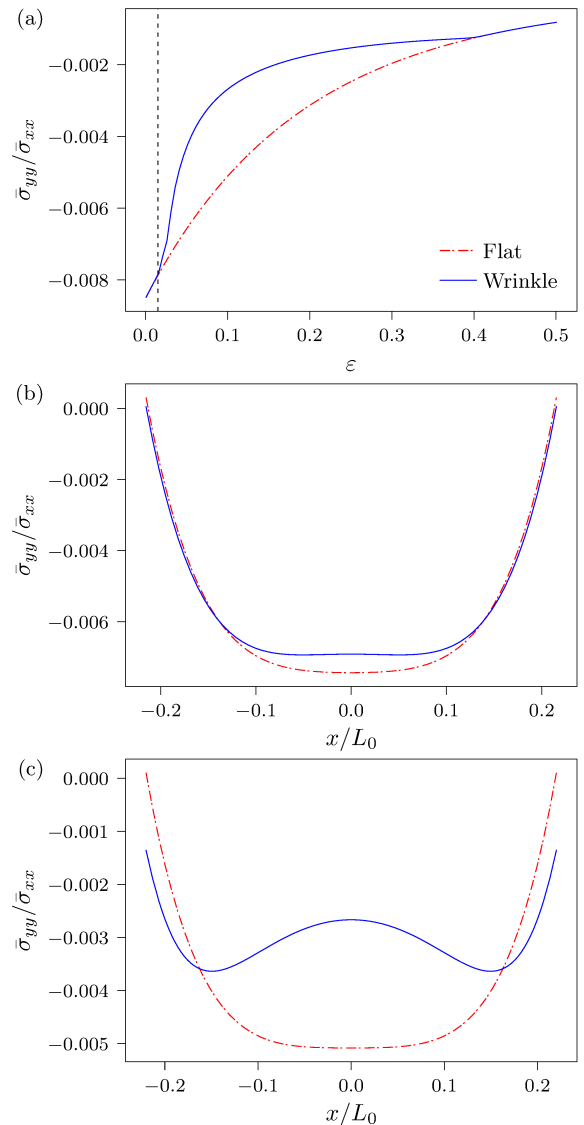 (a)
σ̄yy/σ̄xx
−0.002
−0.004
−0.006
−0.008
Flat
Wrinkle
0.0 0.1 0.2 0.3 0.4 0.5
ε
(b)
σ̄yy/σ̄xx
0.000
−0.002
−0.004
−0.006
−0.2 −0.1 0.0 0.1 0.2
x/L0
(c)
σ̄yy/σ̄xx
0.000
−0.001
−0.002
−0.003
−0.004
−0.005
−0.2 −0.1 0.0 0.1 0.2
x/L0